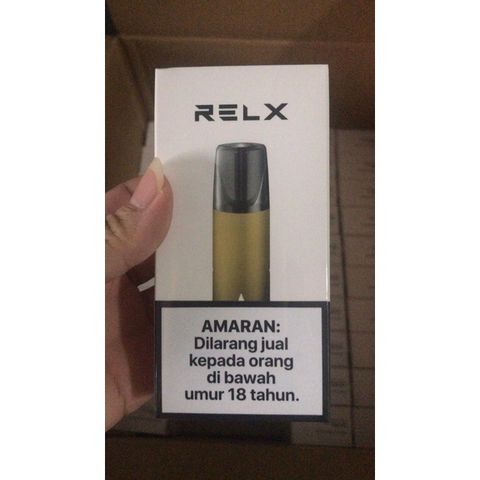 RELX
AMARAN:
Dilarang jual
kepada orang
di bawah
umur 18 tahun.